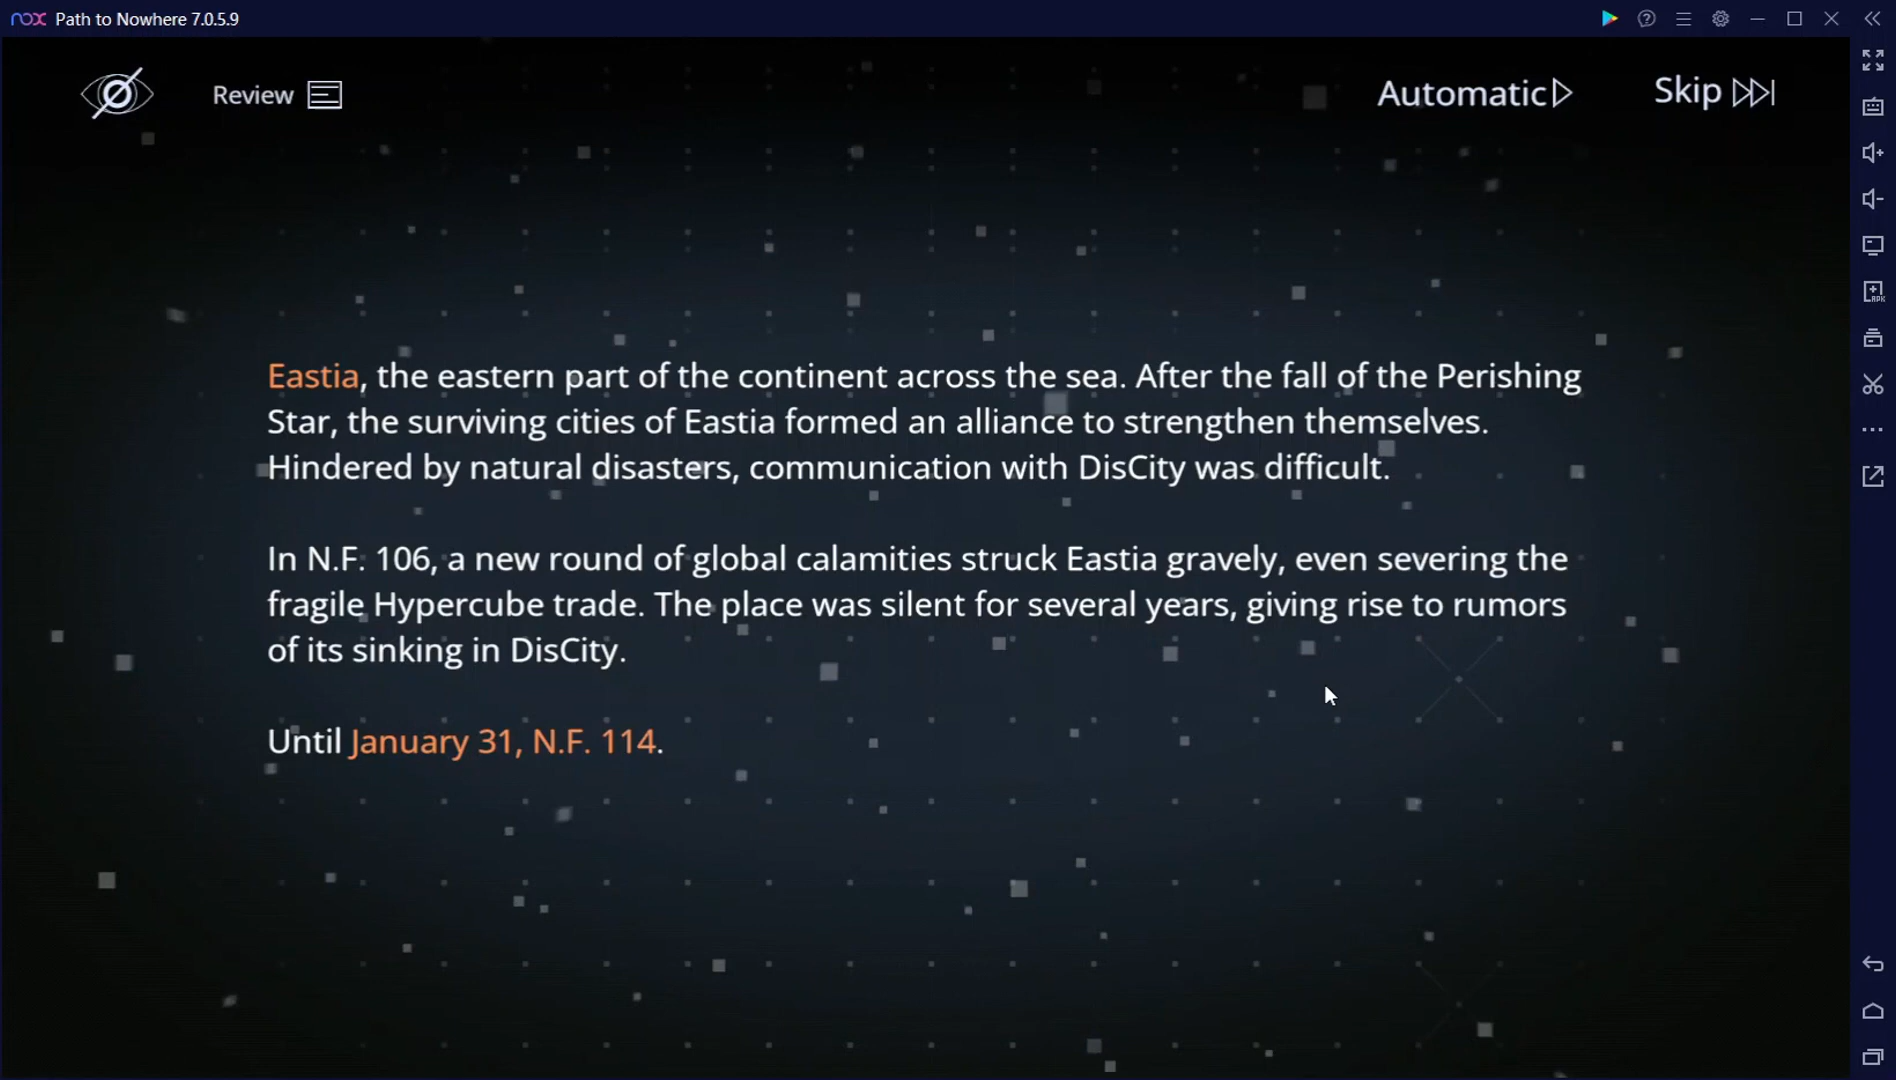 nox Path to Nowhere 7.0.5.9
Review
Automatic
Skip
Eastia, the eastern part of the continent across the sea. After the fall of the Perishing
Star, the surviving cities of Eastia formed an alliance to strengthen themselves.
Hindered by natural disasters, communication with DisCity was difficult.
In N.F. 106, a new round of global calamities struck Eastia gravely, even severing the
fragile Hypercube trade. The place was silent for several years, giving rise to rumors
of its sinking in DisCity.
Until January 31, N.F. 114.
APK